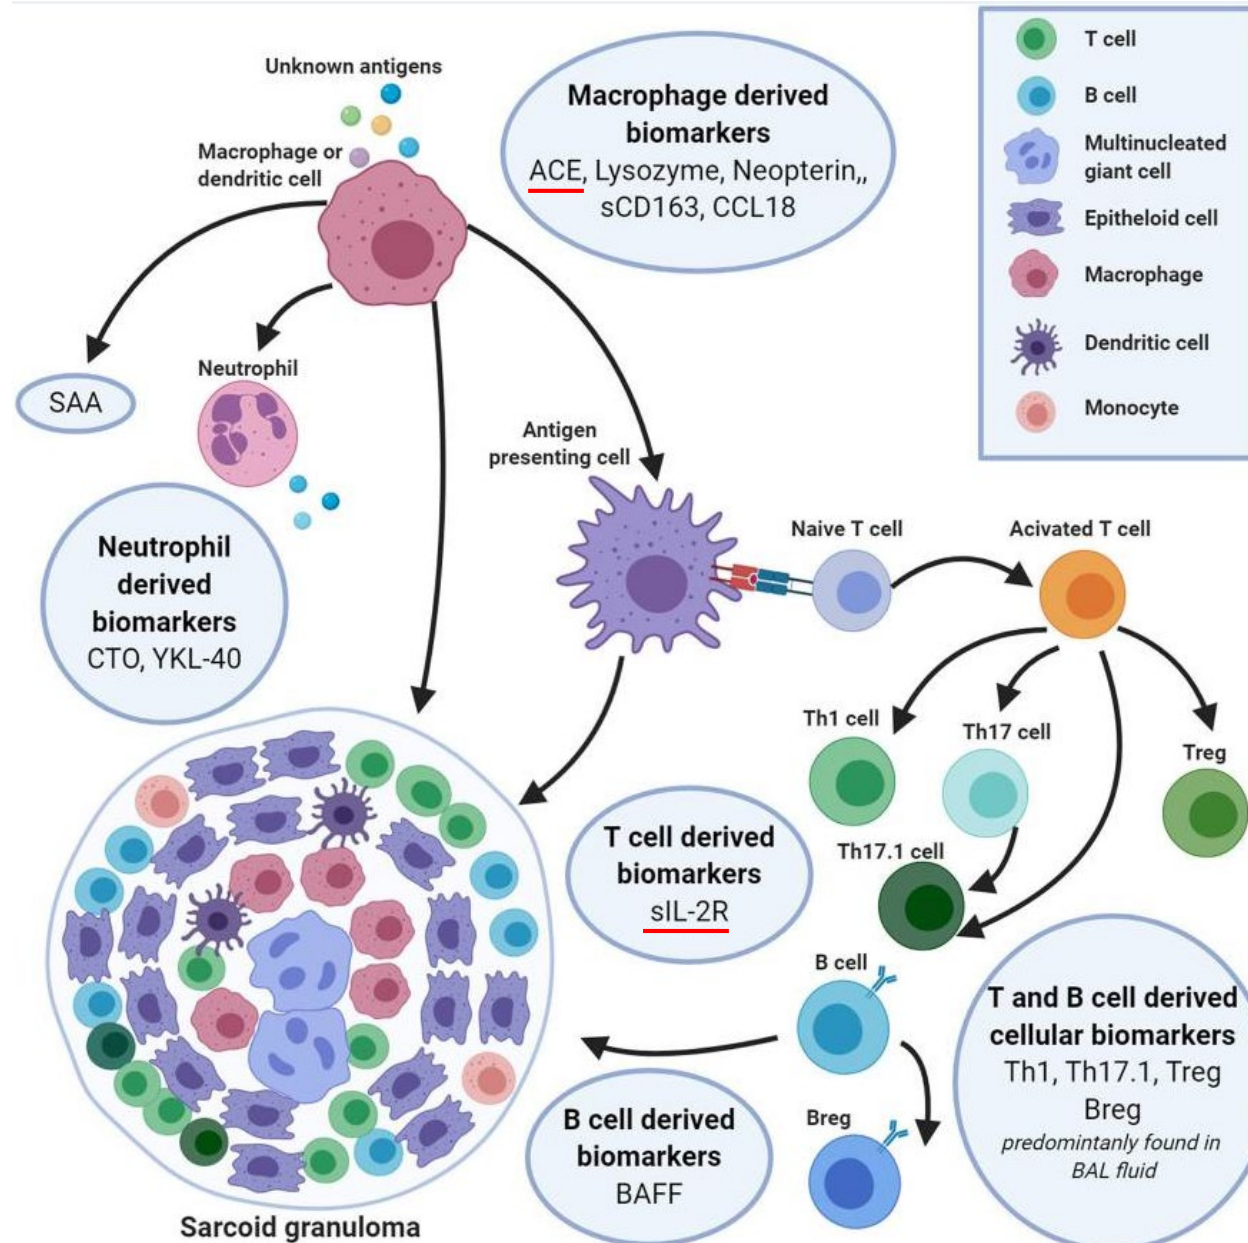 Unknown antigens
Macrophage or
dendritic cell
Macrophage derived
biomarkers
ACE, Lysozyme, Neopterin,,
sCD163, CCL18
T cell
B cell
Multinucleated
giant cell
Epitheloid cell
Macrophage
Dendritic cell
Monocyte
SAA
Neutrophil
Antigen
presenting cell
Neutrophil
derived
biomarkers
CTO, YKL-40
Naive T cell
Acivated T cell
Th1 cell
Th17 cell
Treg
Th17.1 cell
T cell derived
biomarkers
sIL-2R
B cell
Breg
T and B cell derived
cellular biomarkers
Th1, Th17.1, Treg
Breg
predomintanly found in
BAL fluid
B cell derived
biomarkers
BAFF
Sarcoid granuloma